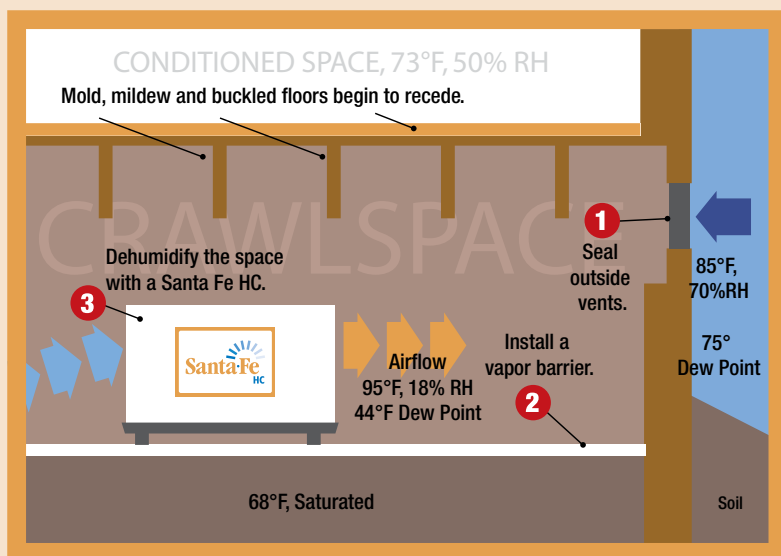 CONDITIONED SPACE, 73°F, 50% RH
Mold, mildew and buckled floors begin to recede.
CRAWLSPACE
1
Seal
outside
vents.
85°F,
70%RH
75°
Dew Point
Dehumidify the space
with a Santa Fe HC.
3
Santa Fe
HC
Airflow
95°F, 18% RH
44°F Dew Point
Install a
vapor barrier.
2
68°F, Saturated
Soil